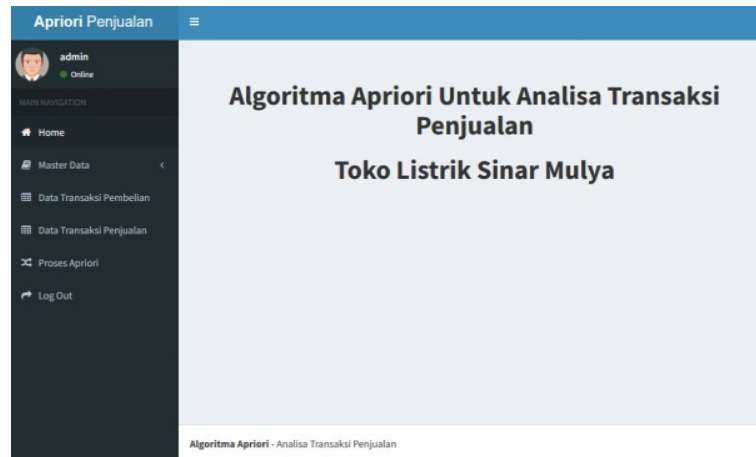 Apriori Penjualan
admin
Online
MAIN NAVIGATION
Home
Master Data
Data Transaksi Pembelian
Data Transaksi Penjualan
Proses Apriori
Log Out
Algoritma Apriori Untuk Analisa Transaksi
Penjualan
Toko Listrik Sinar Mulya
Algoritma Apriori - Analisa Transaksi Penjualan